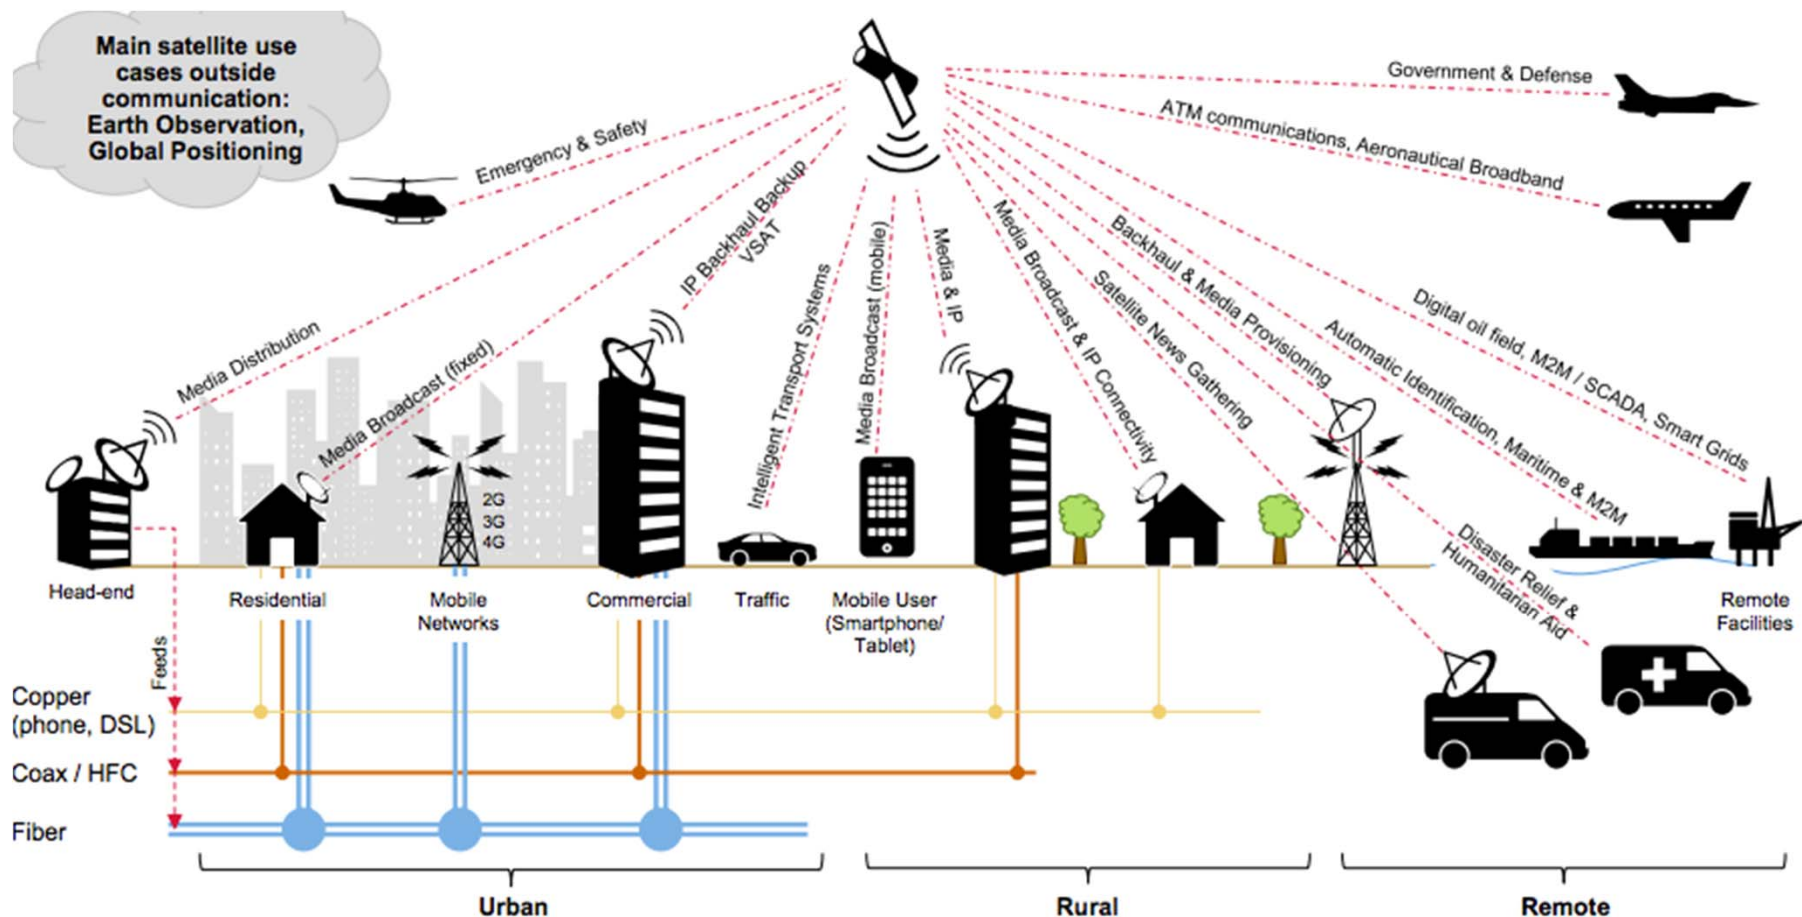 Main satellite use
cases outside
communication:
Earth Observation,
Global Positioning
Government & Defense
ATM communications, Aeronautical Broadband
Emergency & Safety
Media Distribution
Media Broadcast (fixed)
IP Backhaul Backup
VSAT
Intelligent Transport Systems
Media Broadcast (mobile)
Media & IP
Media Broadcast & IP Connectivity
Satellite News Gathering
Backhaul & Media Provisioning
Automatic Identification, Maritime & M2M
Digital oil field, M2M / SCADA, Smart Grids
Disaster Relief &
Humanitarian Aid
2G
3G
4G
Head-end
Residential
Mobile
Networks
Commercial
Traffic
Mobile User
(Smartphone/
Tablet)
Remote
Facilities
Feeds
Copper
(phone, DSL)
Coax / HFC
Fiber
Urban
Rural
Remote